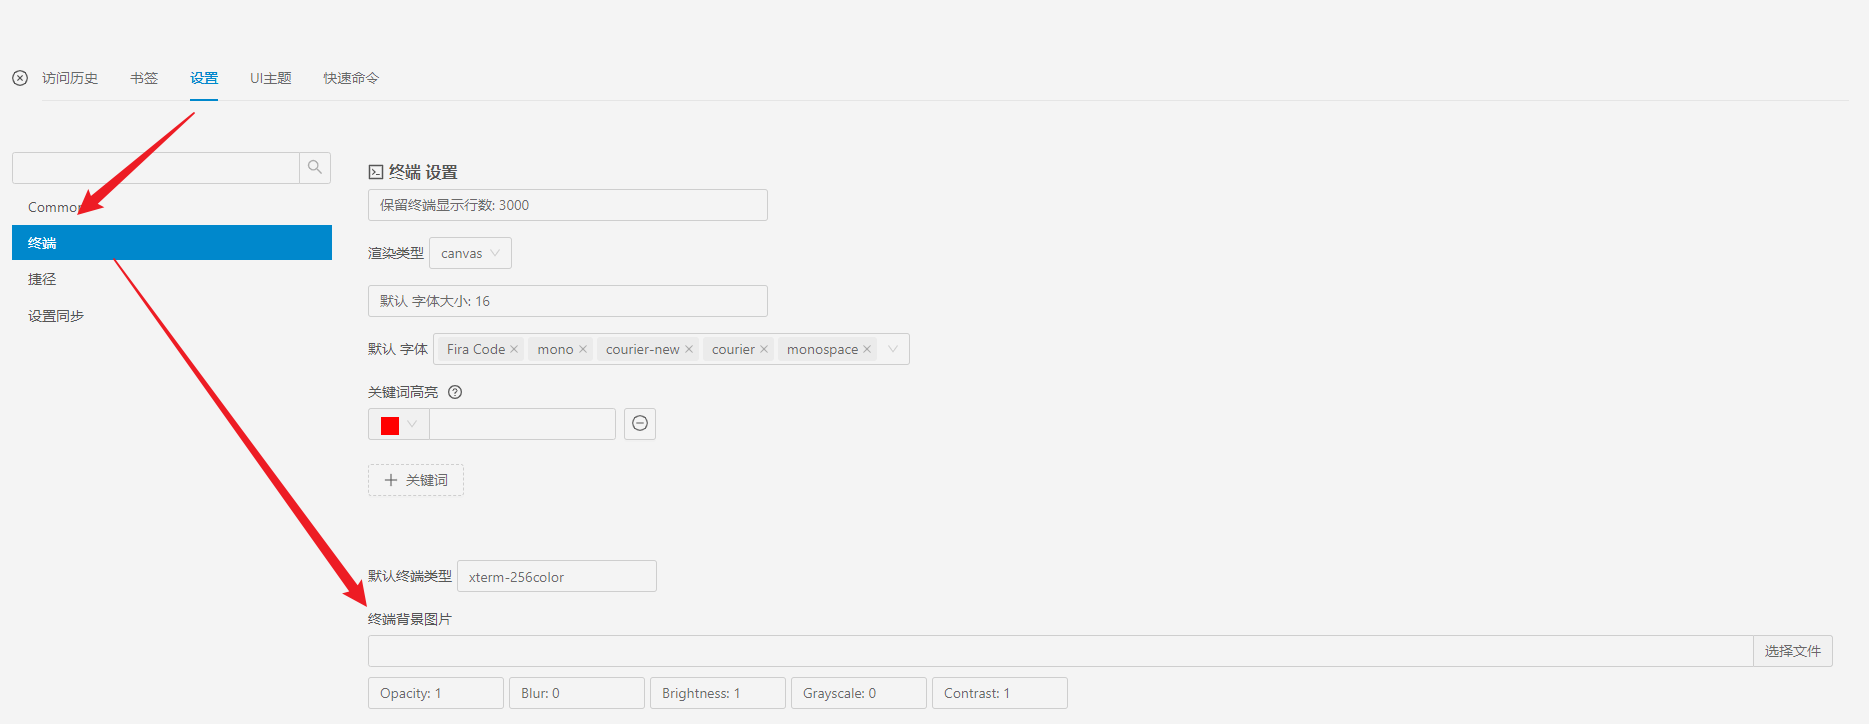 访问历史 书签 设置 UI主题 快速命令
Common
终端
捷径
设置同步
终端 设置
保留终端显示行数: 3000
渲染类型 canvas
默认 字体大小: 16
默认 字体 Fira Code × mono × courier-new × courier × monospace ×
关键词高亮
关键词
默认终端类型 xterm-256color
终端背景图片
选择文件
Opacity: 1 Blur: 0 Brightness: 1 Grayscale: 0 Contrast: 1